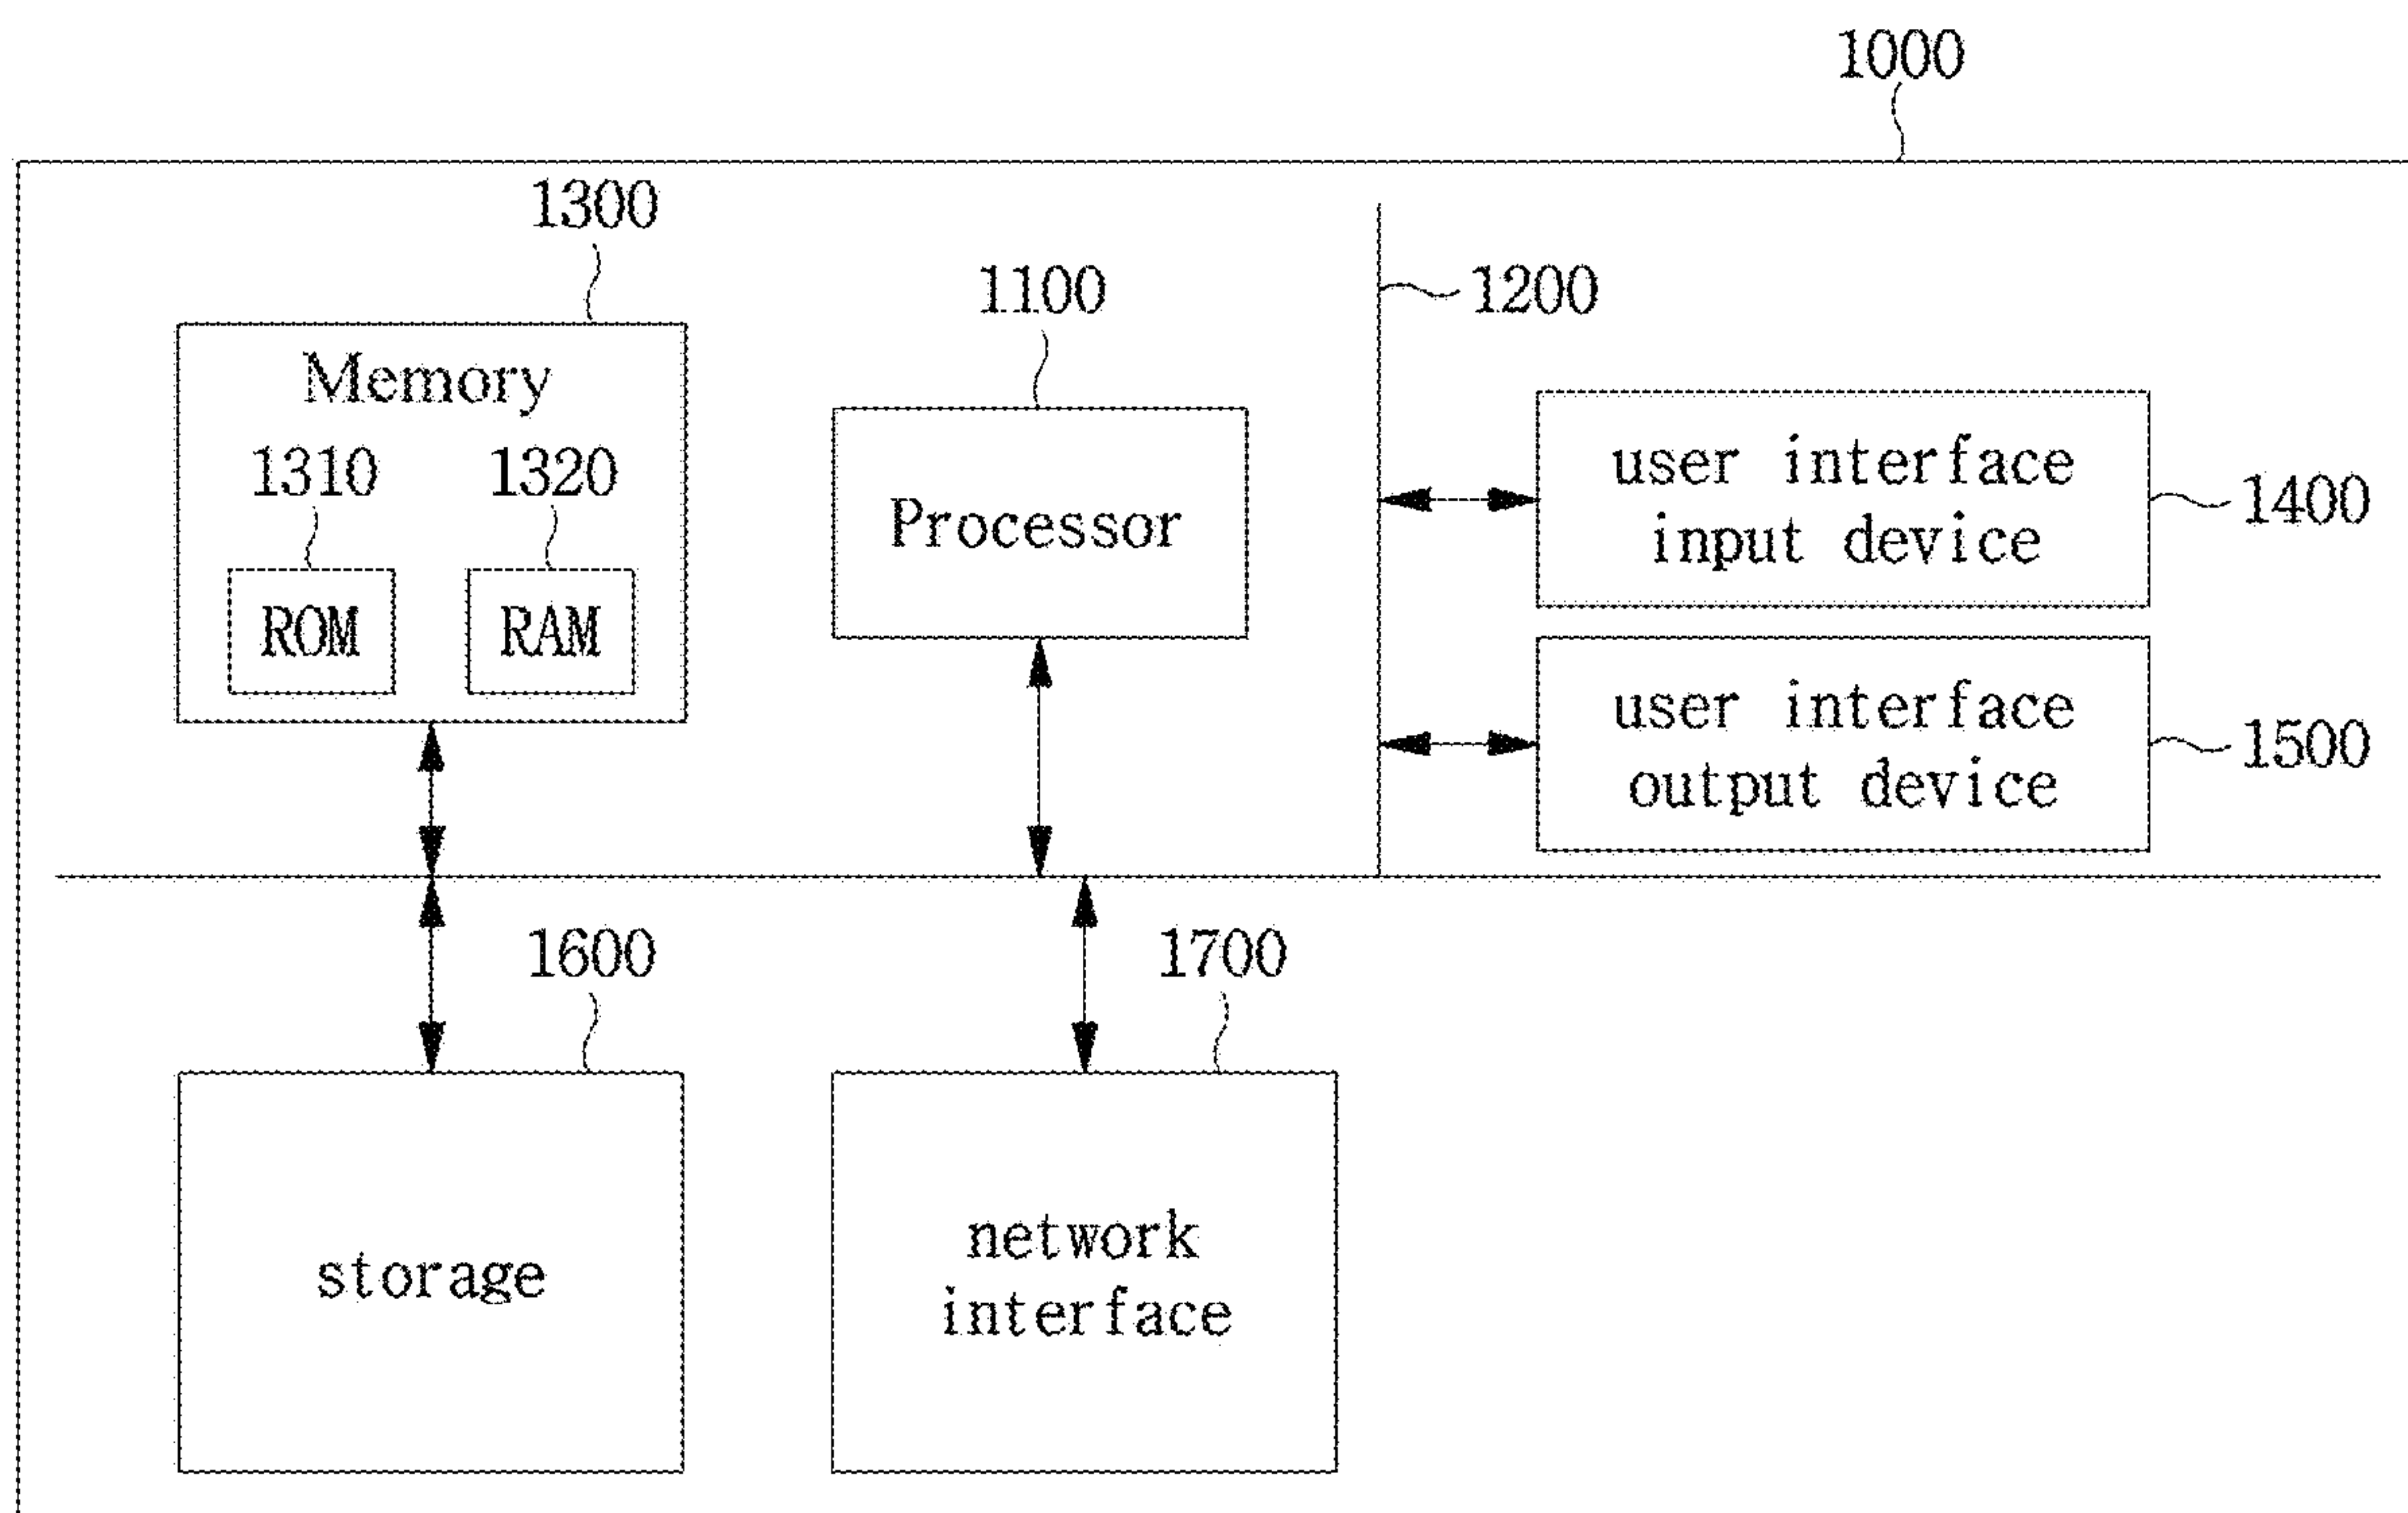 1000
1300
1100
1200
Memory
1310
1320
ROM
RAM
Processor
user interface
input device
1400
user interface
output device
1500
1600
1700
storage
network
interface